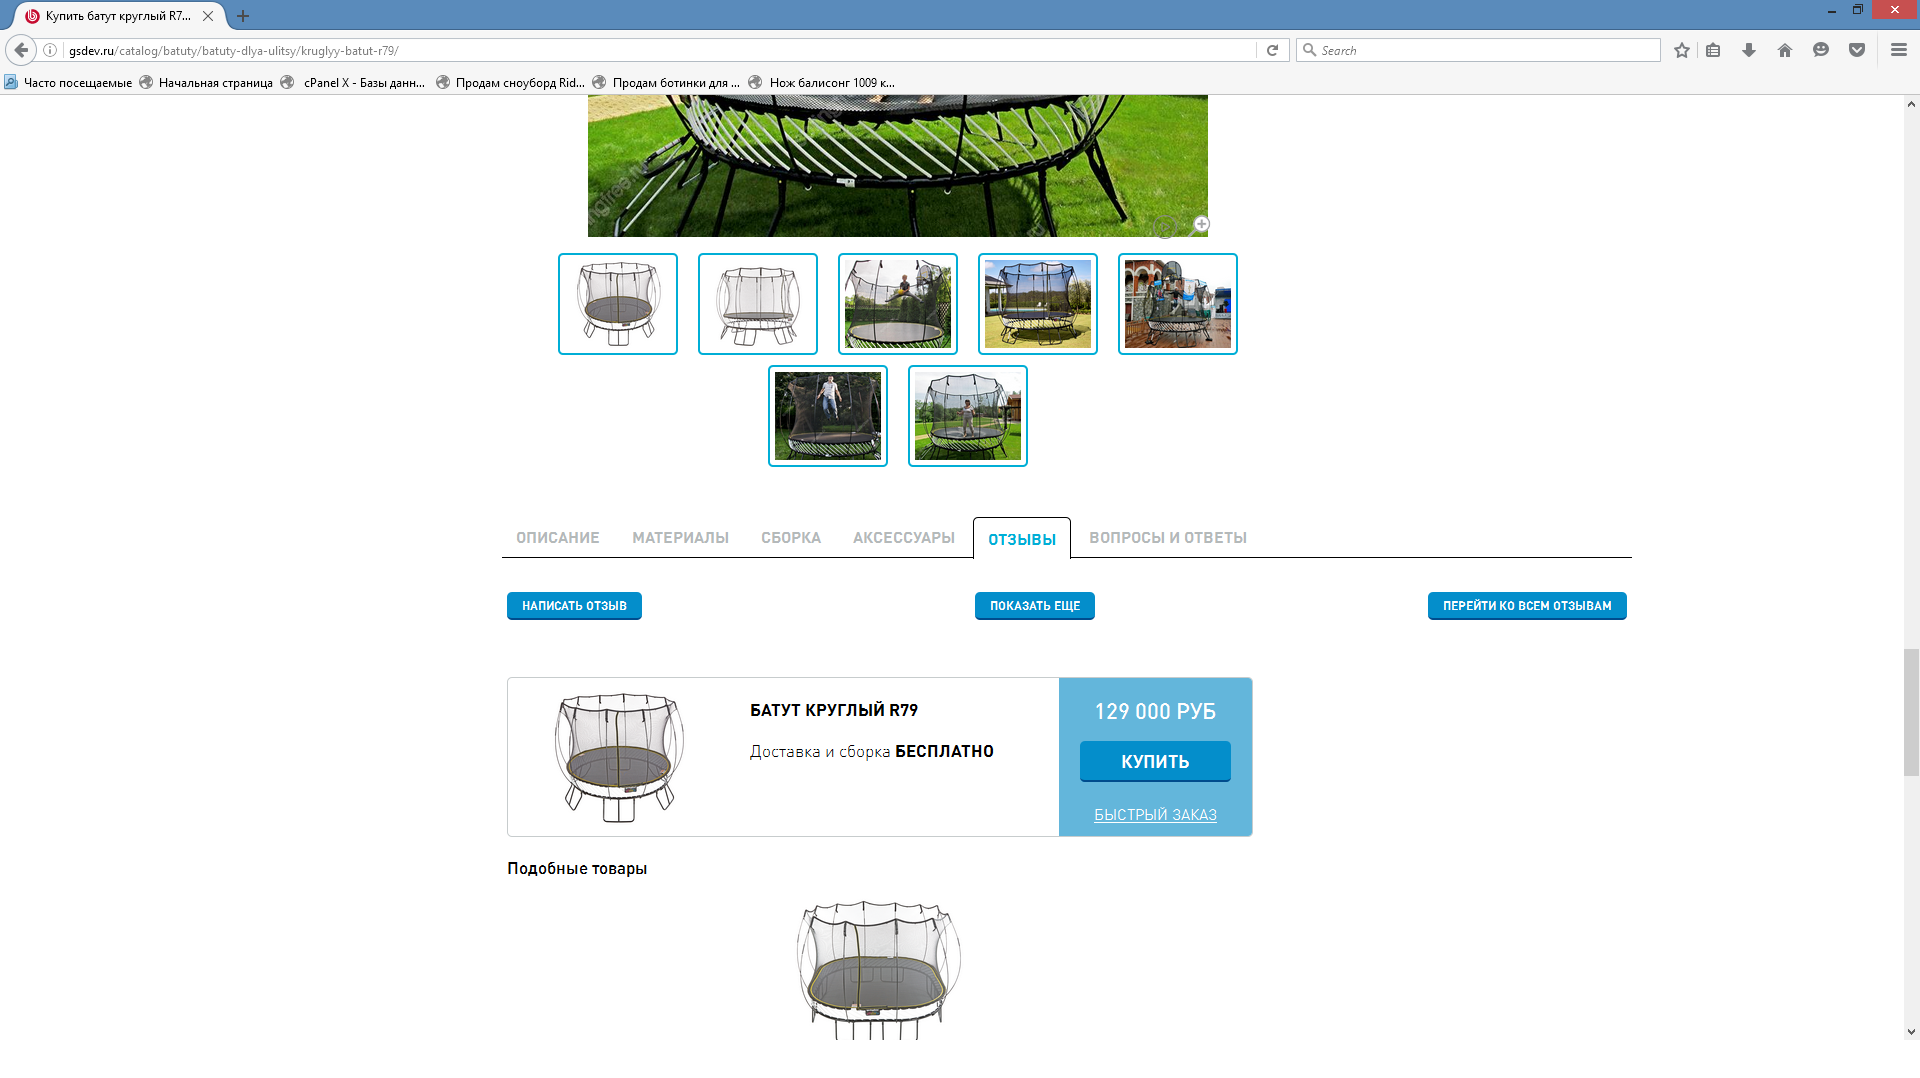 Купить батут круглый R7...
gsdev.ru/catalog/batuty/batuty-dlya-ulitsy/kruglyy-batut-r79/
Search
Часто посещаемые
Начальная страница
cPanel X - Базы данн...
Продам сноуборд Rid...
Продам ботинки для ...
Нож балисонг 1009 к...
ОПИСАНИЕ
МАТЕРИАЛЫ
СБОРКА
АКСЕССУАРЫ
ОТЗЫВЫ
ВОПРОСЫ И ОТВЕТЫ
НАПИСАТЬ ОТЗЫВ
ПОКАЗАТЬ ЕЩЕ
ПЕРЕЙТИ КО ВСЕМ ОТЗЫВАМ
БАТУТ КРУГЛЫЙ R79
Доставка и сборка БЕСПЛАТНО
129 000 РУБ
КУПИТЬ
БЫСТРЫЙ ЗАКАЗ
Подобные товары